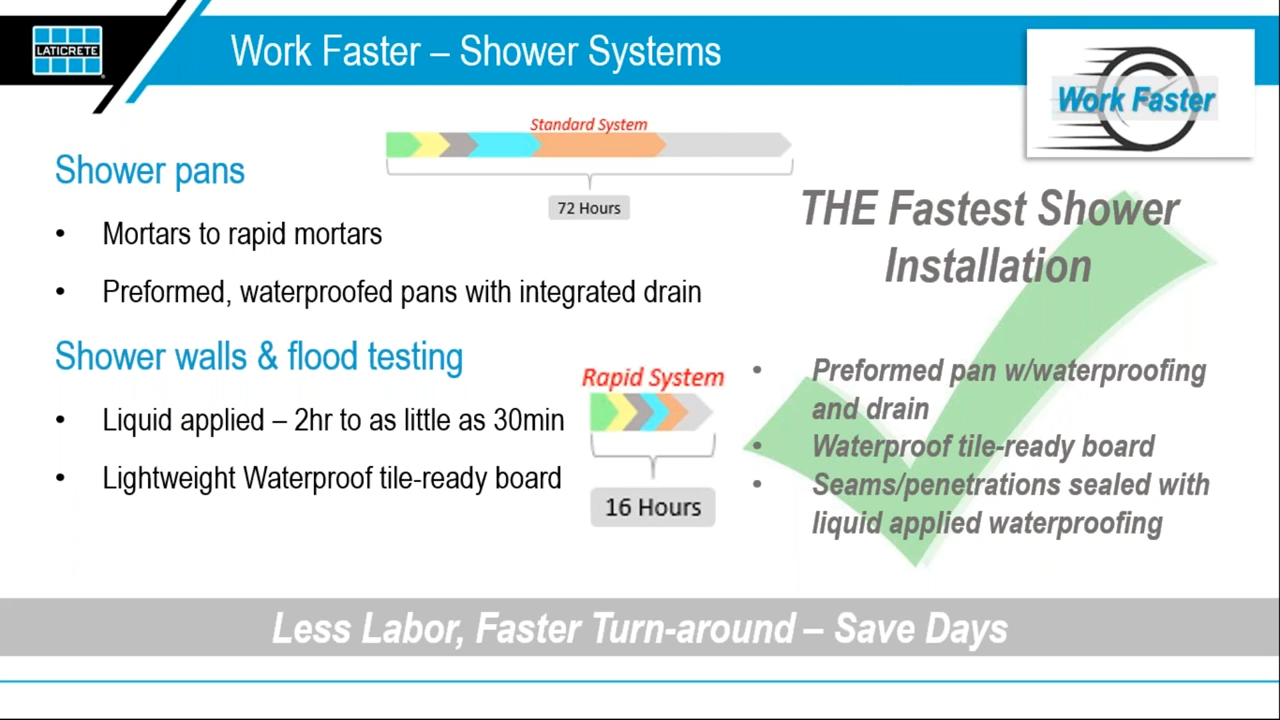 LATICRETE
Work Faster – Shower Systems
Work Faster
Standard System
72 Hours
Shower pans
• Mortars to rapid mortars
• Preformed, waterproofed pans with integrated drain
Shower walls & flood testing
• Liquid applied – 2hr to as little as 30min
• Lightweight Waterproof tile-ready board
Rapid System
16 Hours
THE Fastest Shower
Installation
• Preformed pan w/waterproofing
and drain
• Waterproof tile-ready board
• Seams/penetrations sealed with
liquid applied waterproofing
Less Labor, Faster Turn-around – Save Days